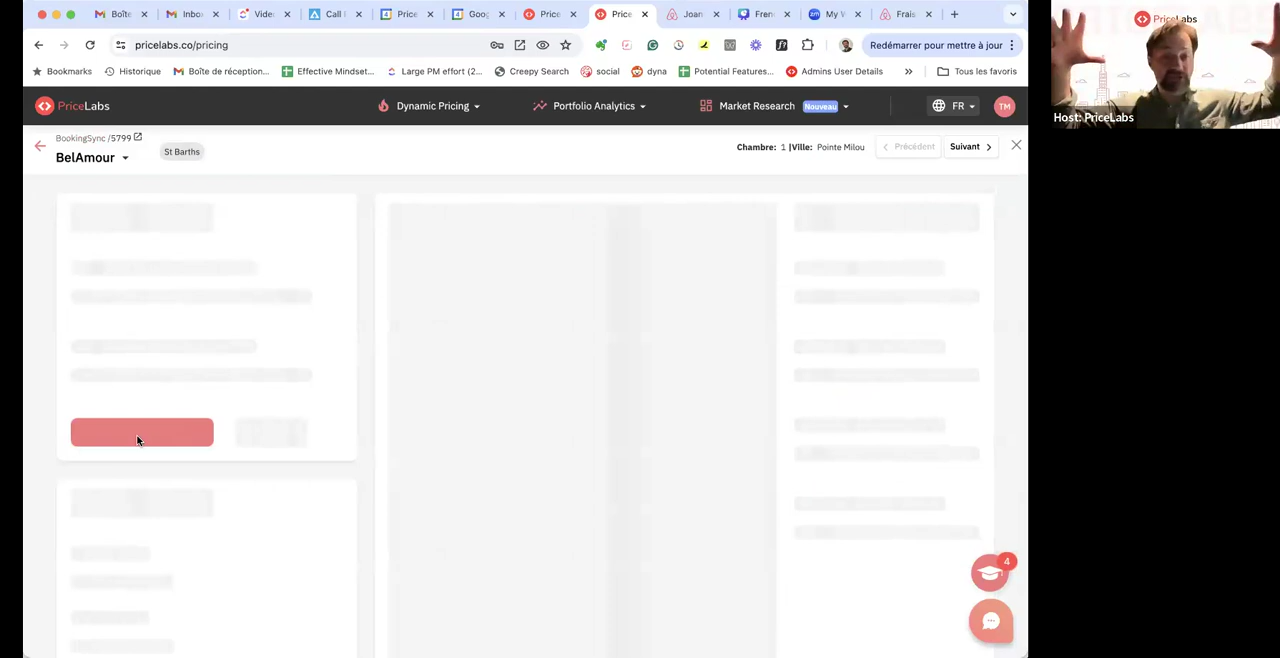 Boîte
Inbo
Vide
Call
Price
Goog
Price
Price
Joan
Fren
My W
Frais
pricelabs.co/pricing
Redémarrer pour mettre à jour
Bookmarks
Historique
Boîte de réception...
Effective Mindset...
Large PM effort (2...
Creepy Search
social
dyna
Potential Features...
Admins User Details
Tous les favoris
PriceLabs
Dynamic Pricing
Portfolio Analytics
Market Research Nouveau
FR
TM
BookingSync /5799
BelAmour
St Barths
Chambre: 1 |Ville: Pointe Milou
Précédent
Suivant
4
PriceLabs
Host: PriceLabs